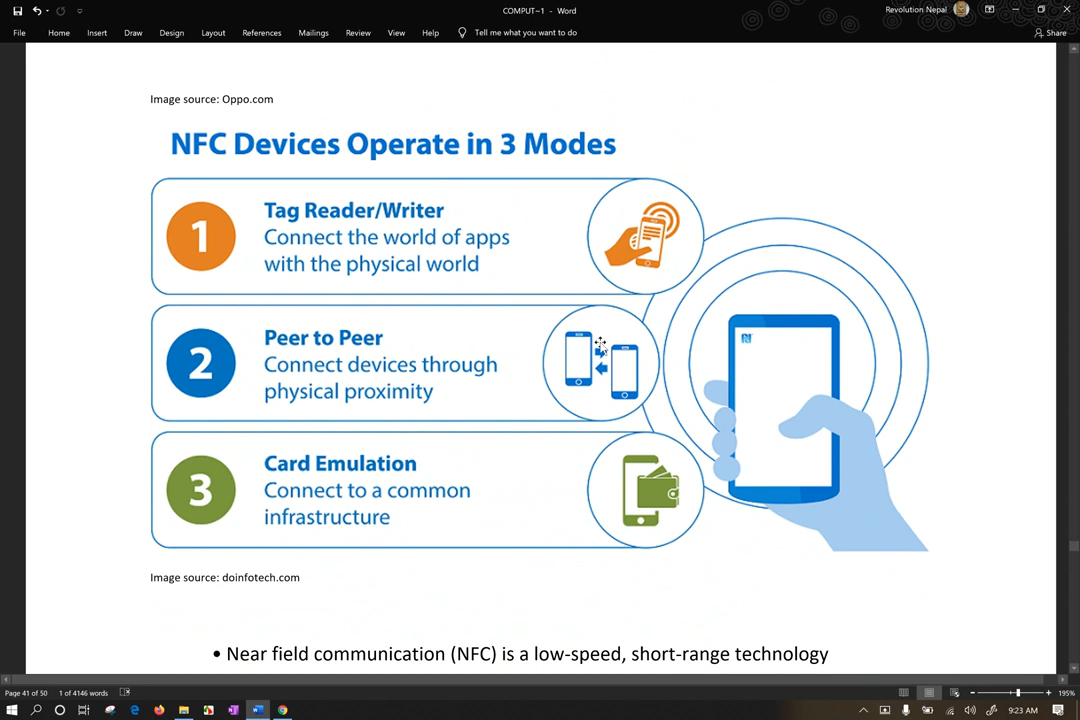 COMPUT~1 - Word
Revolution Nepal
File Home Insert Draw Design Layout References Mailings Review View Help Tell me what you want to do Share
Image source: Oppo.com
NFC Devices Operate in 3 Modes
1
Tag Reader/Writer
Connect the world of apps
with the physical world
2
Peer to Peer
Connect devices through
physical proximity
3
Card Emulation
Connect to a common
infrastructure
Image source: doinfotech.com
• Near field communication (NFC) is a low-speed, short-range technology
Page 41 of 50 1 of 4146 words 195%
9:23 AM